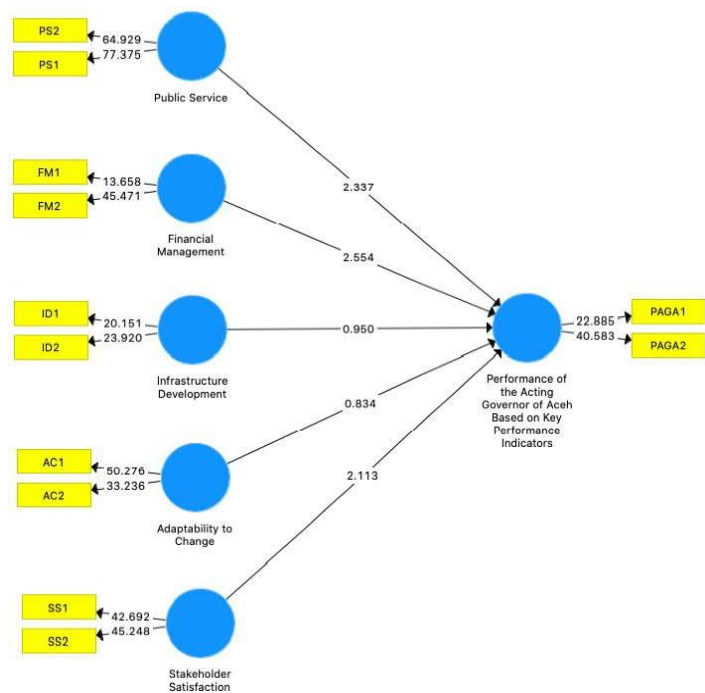 PS2
64.929
77.375
PS1
Public Service
2.337
FM1
13.658
45.471
FM2
Financial
Management
2.554
ID1
20.151
23.920
ID2
Infrastructure
Development
0.950
22.885
PAGA1
40.583
PAGA2
Performance of
the Acting
Governor of Aceh
Based on Key
Performance
Indicators
0.834
AC1
50.276
33.236
AC2
Adaptability to
Change
2.113
SS1
42.692
45.248
SS2
Stakeholder
Satisfaction